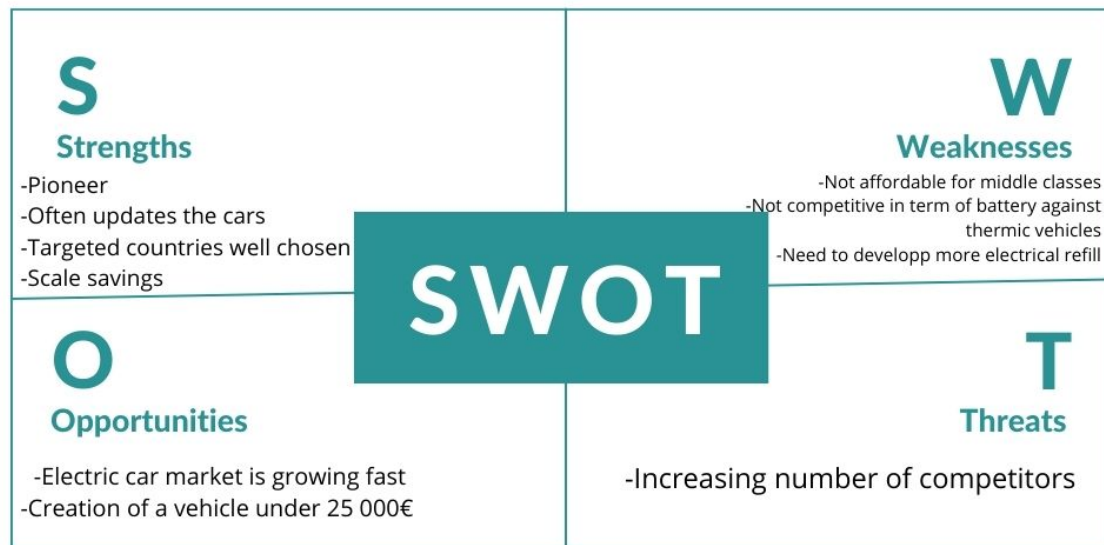 S
Strengths
-Pioneer
-Often updates the cars
-Targeted countries well chosen
-Scale savings
W
Weaknesses
-Not affordable for middle classes
-Not competitive in term of battery against
thermic vehicles
-Need to developp more electrical refill
SWOT
O
Opportunities
-Electric car market is growing fast
-Creation of a vehicle under 25 000€
T
Threats
-Increasing number of competitors